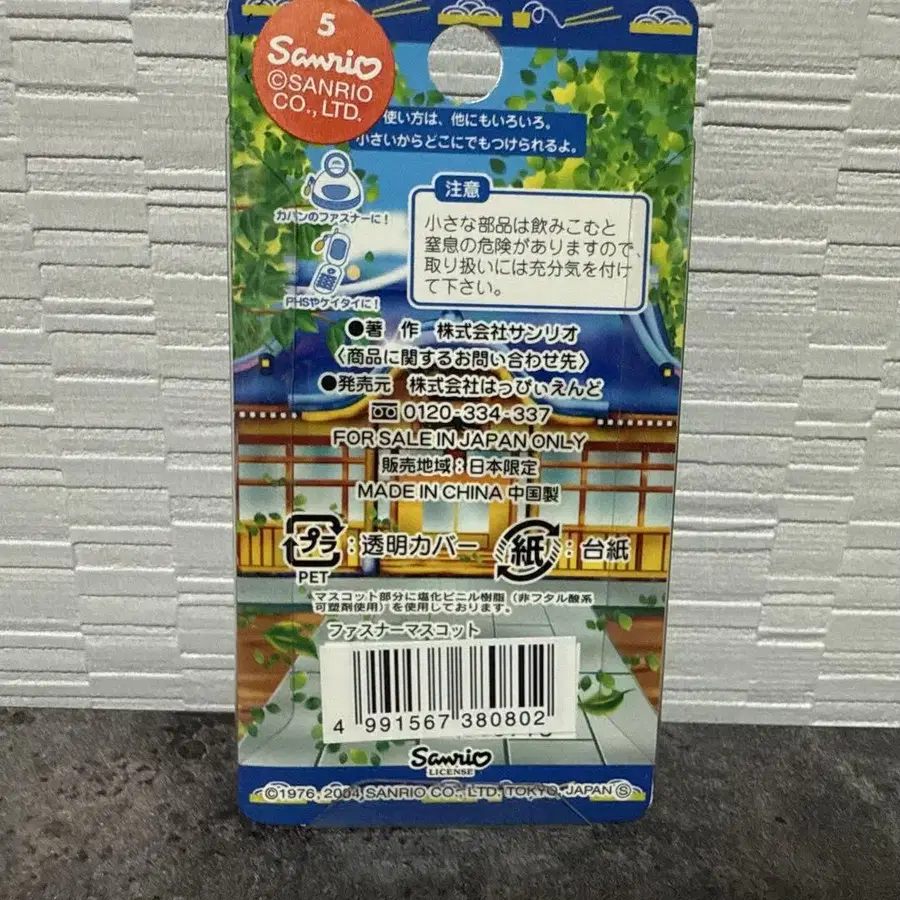 5
Sanrio
©SANRIO
CO., LTD.
使い方は、他にもいろいろ。
小さいからどこにでもつけられるよ。
カバンのファスナーに!
PHSやケイタイに!
注意
小さな部品は飲みこむと
窒息の危険がありますので、
取り扱いには充分気を付け
て下さい。
●著 作 株式会社サンリオ
〈商品に関するお問い合わせ先〉
●発売元 株式会社はっぴぃえんど
0120-334-337
FOR SALE IN JAPAN ONLY
販売地域:日本限定
MADE IN CHINA 中国製
プラ:透明カバー
PET
紙:台紙
*マスコット部分に塩化ビニル樹脂(非フタル酸系
可塑剤使用)を使用しております。
ファスナーマスコット
4 991567 380802
Sanrio
LICENSE
©1976, 2004 SANRIO CO., LTD. TOKYO, JAPAN Ⓢ